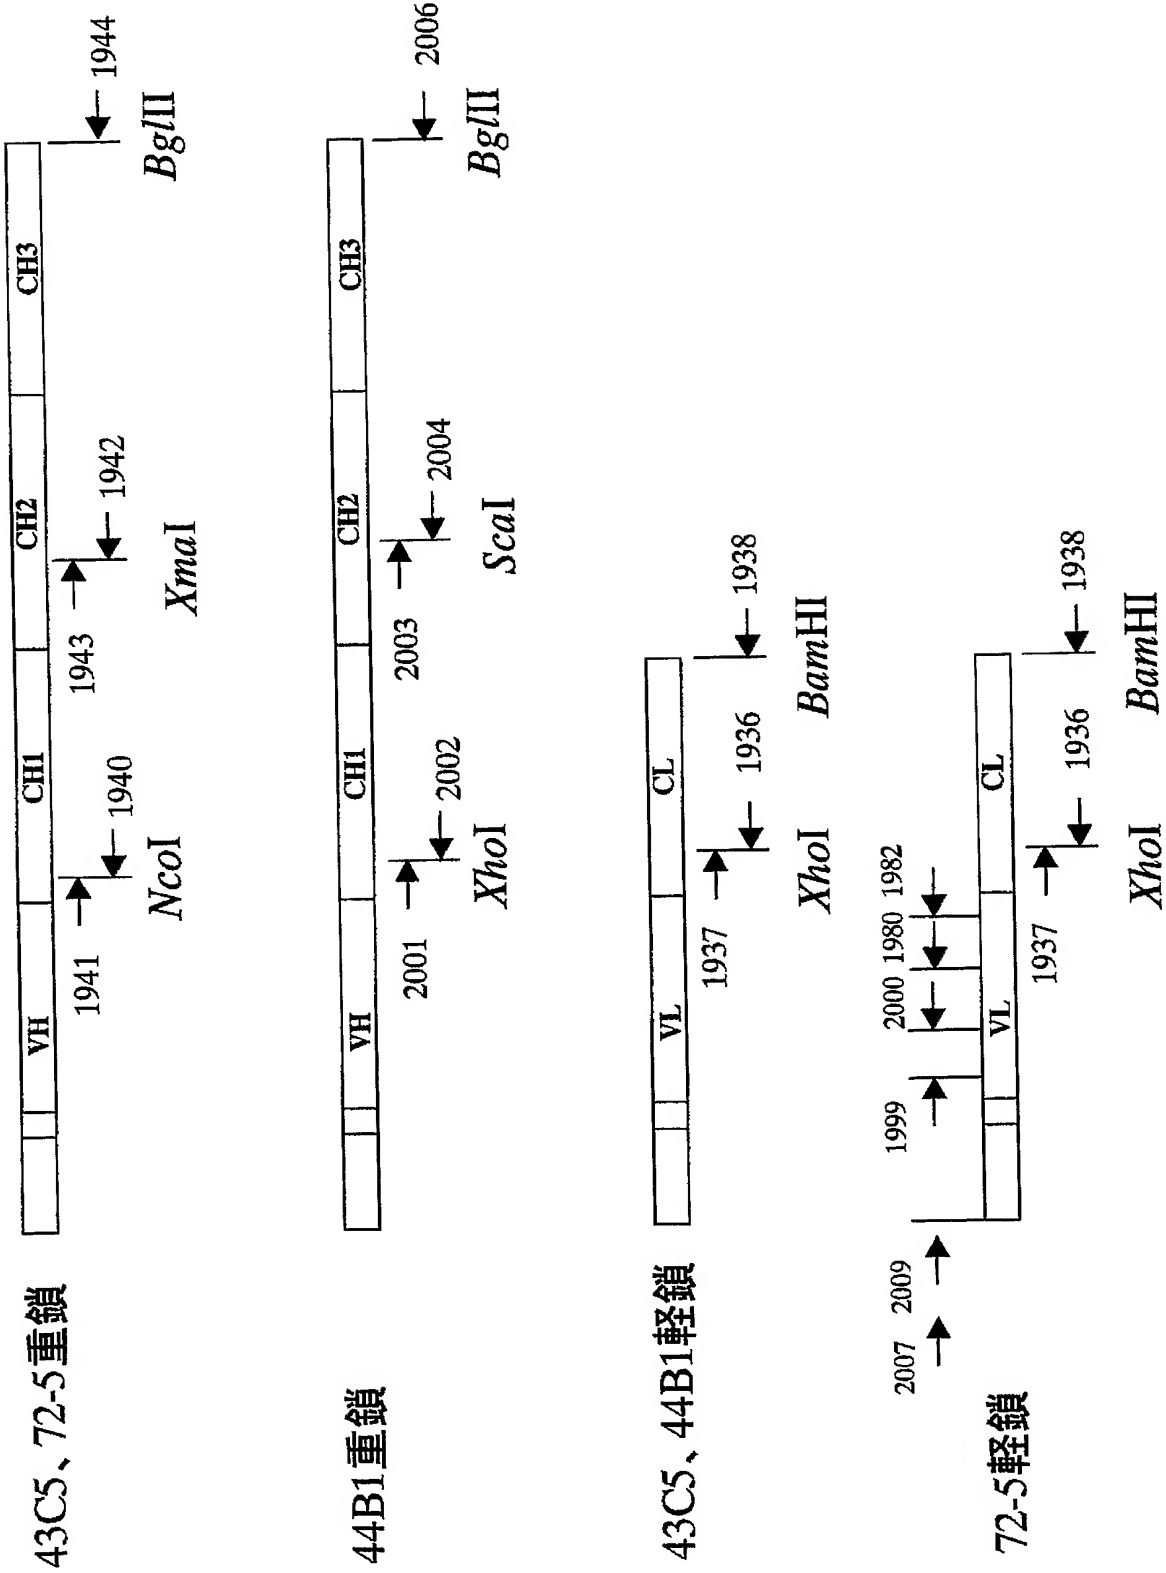 43C5、72-5重鎖
VH CH1 CH2 CH3
1941 1940 1943 1942 1944
NcoI XmaI BglII
44B1重鎖
VH CH1 CH2 CH3
2001 2002 2003 2004 2006
XhoI ScaI BglII
43C5、44B1軽鎖
VL CL
1937 1936 1938
XhoI BamHI
72-5軽鎖
2007 2009 1999 2000 1980 1982
VL CL
1937 1936 1938
XhoI BamHI